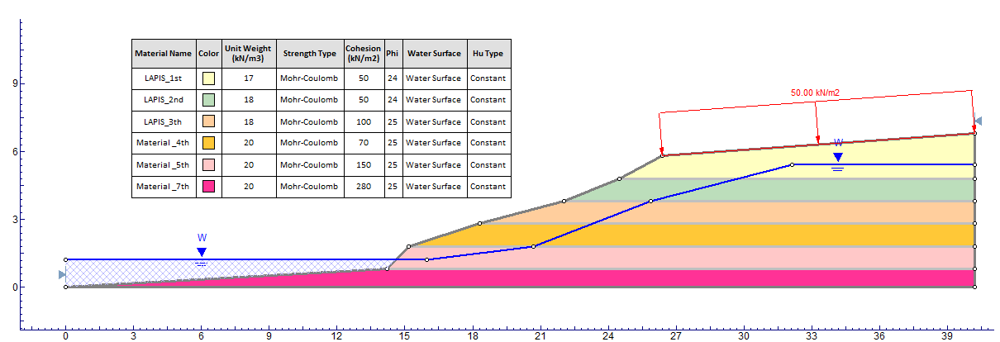 Material Name Color Unit Weight (kN/m3) Strength Type Cohesion (kN/m2) Phi Water Surface Hu Type
LAPIS_1st 17 Mohr-Coulomb 50 24 Water Surface Constant
LAPIS_2nd 18 Mohr-Coulomb 50 24 Water Surface Constant
LAPIS_3th 18 Mohr-Coulomb 100 25 Water Surface Constant
Material _4th 20 Mohr-Coulomb 70 25 Water Surface Constant
Material _5th 20 Mohr-Coulomb 150 25 Water Surface Constant
Material _7th 20 Mohr-Coulomb 280 25 Water Surface Constant
50.00 kN/m2
W
W
9
6
3
0
0 3 6 9 12 15 18 21 24 27 30 33 36 39